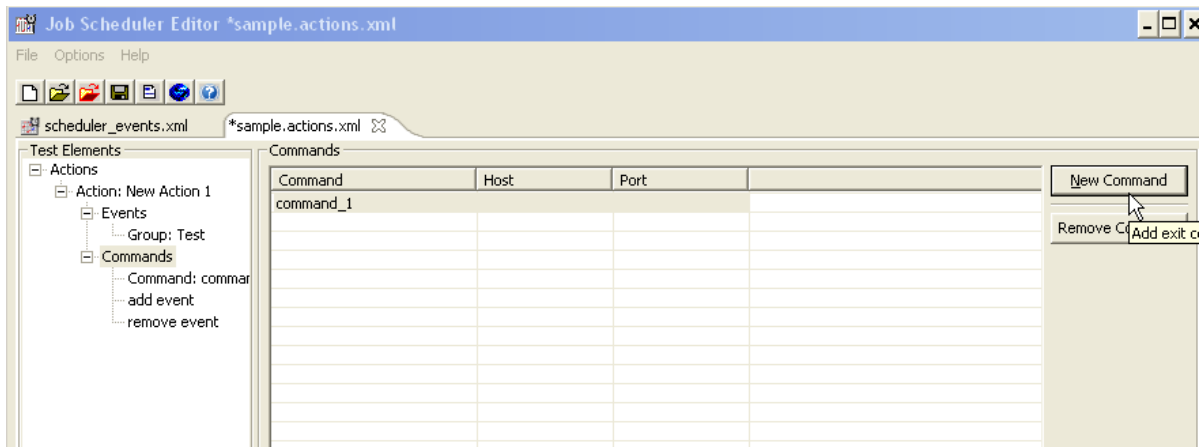 Job Scheduler Editor *sample.actions.xml
File Options Help
scheduler_events.xml *sample.actions.xml
Test Elements
Actions
Action: New Action 1
Events
Group: Test
Commands
Command: commar
add event
remove event
Commands
Command Host Port
command_1
New Command
Remove
Add exit